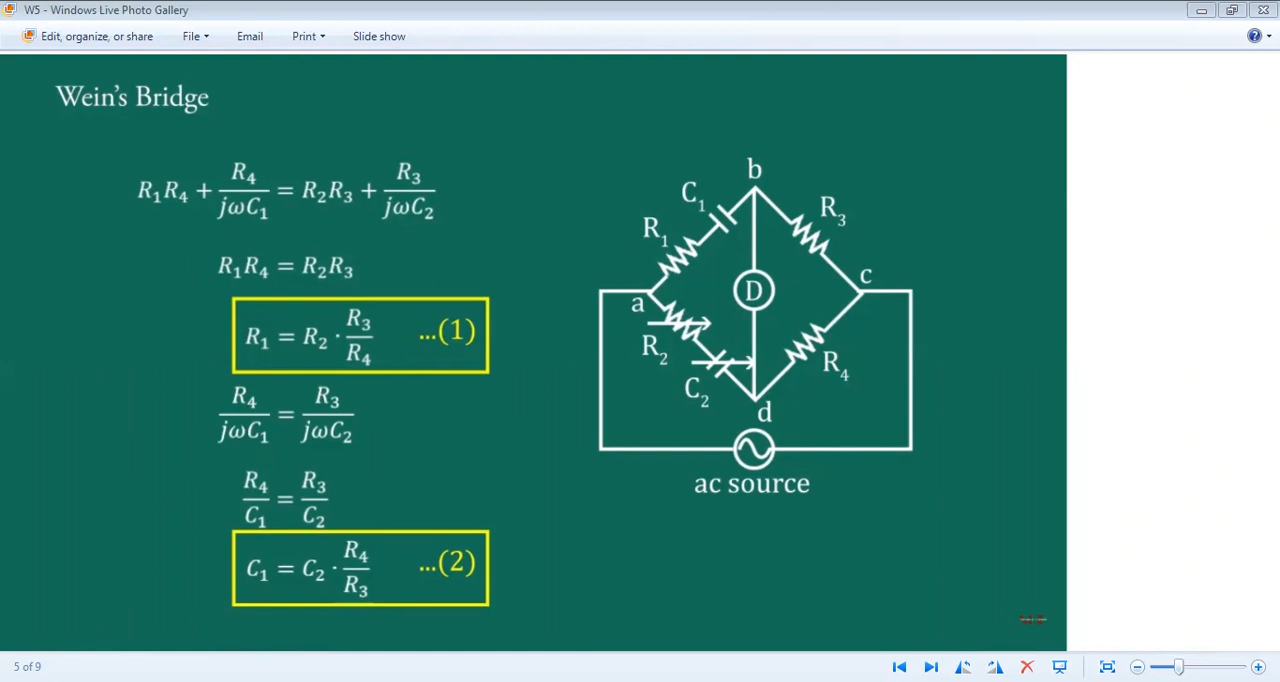 W5 - Windows Live Photo Gallery
Edit, organize, or share File Email Print Slide show
Wein's Bridge
R₁R₄ + R₄/jωC₁ = R₂R₃ + R₃/jωC₂
R₁R₄ = R₂R₃
R₁ = R₂ · R₃/R₄ ...(1)
R₄/jωC₁ = R₃/jωC₂
R₄/C₁ = R₃/C₂
C₁ = C₂ · R₄/R₃ ...(2)
b
C₁
R₃
R₁
c
D
a
R₂
R₄
C₂
d
ac source
5 of 9